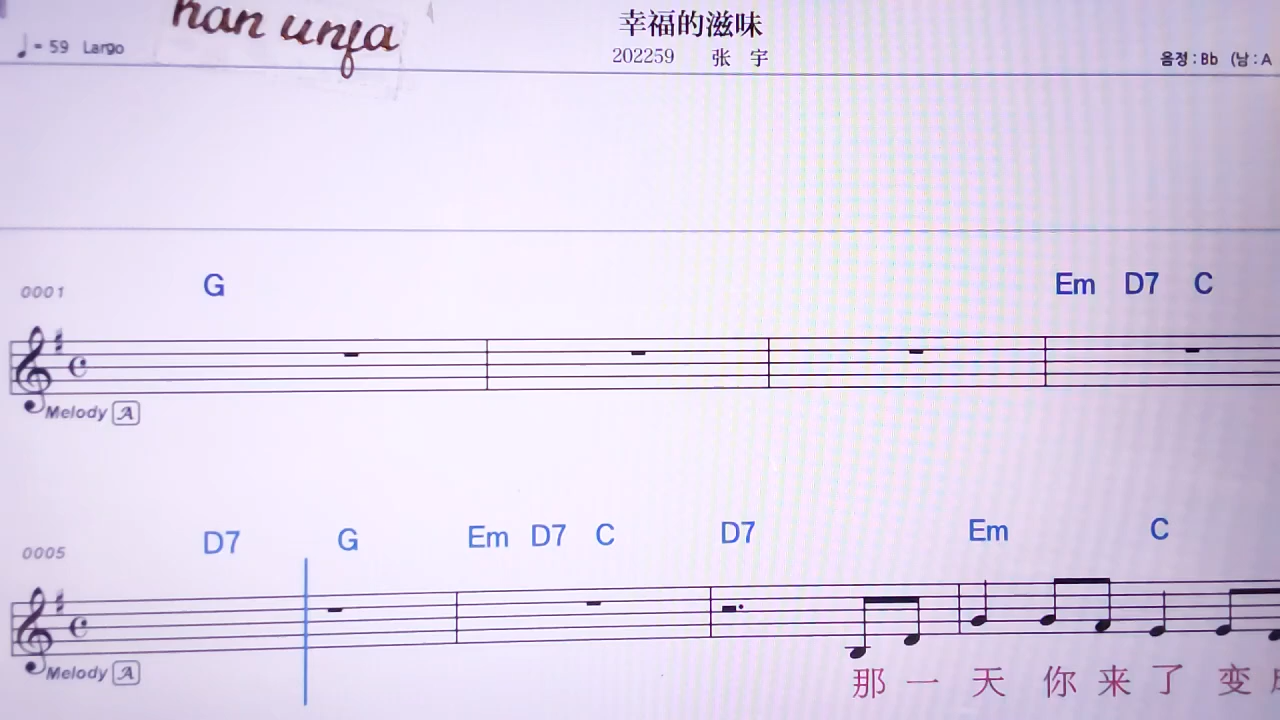 han unfa
♩= 59 Largo
幸福的滋味
202259 张 宇
음정 : Bb (남 : A
0001
G Em D7 C
Melody A
0005
D7 G Em D7 C D7 Em C
Melody A
那 一 天 你 来 了 变